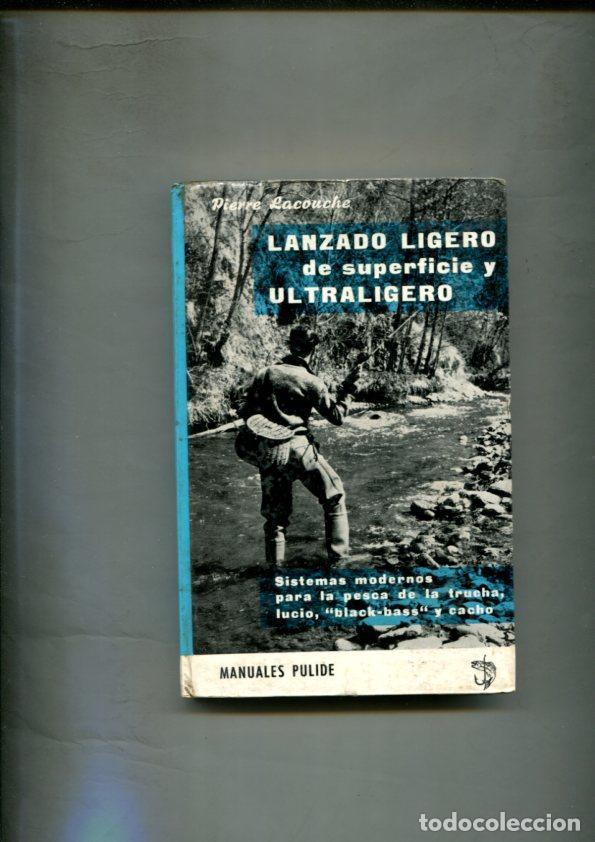 Pierre Lacouche
LANZADO LIGERO
de superficie y
ULTRALIGERO
Sistemas modernos
para la pesca de la trucha,
lucio, "black-bass" y cacho
MANUALES PULIDE
todocoleccion